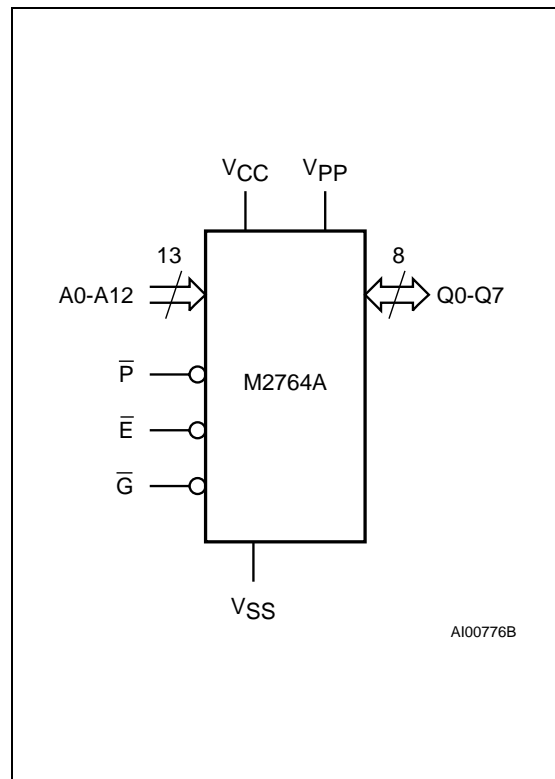 VCC VPP
13 8
A0-A12 Q0-Q7
P̅
M2764A
E̅
G̅
VSS
AI00776B